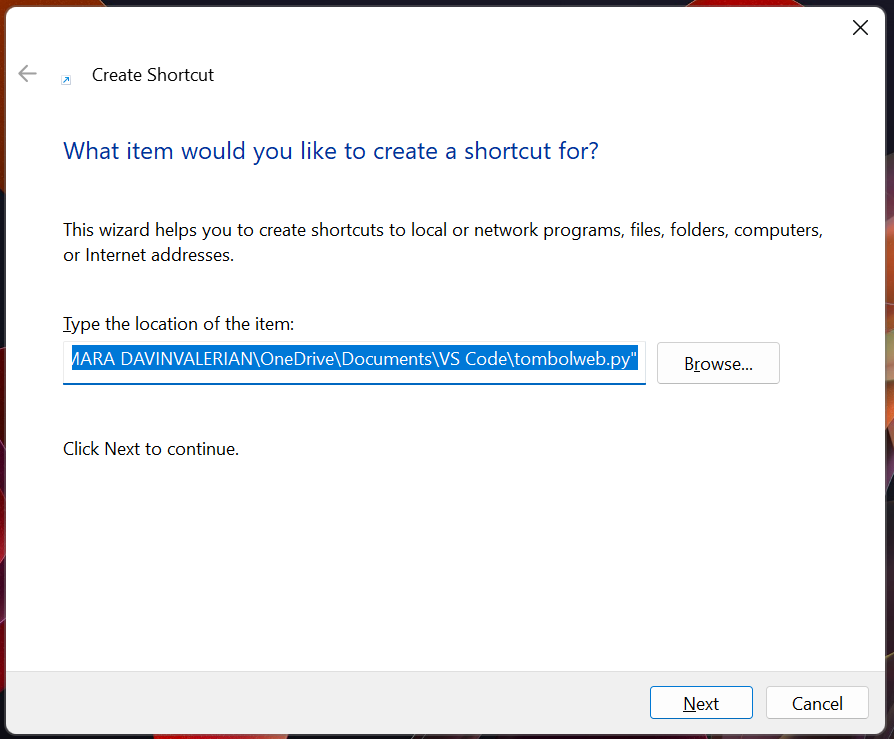 Create Shortcut
What item would you like to create a shortcut for?
This wizard helps you to create shortcuts to local or network programs, files, folders, computers,
or Internet addresses.
Type the location of the item:
MARA DAVINVALERIAN\OneDrive\Documents\VS Code\tombolweb.py"
Browse...
Click Next to continue.
Next
Cancel